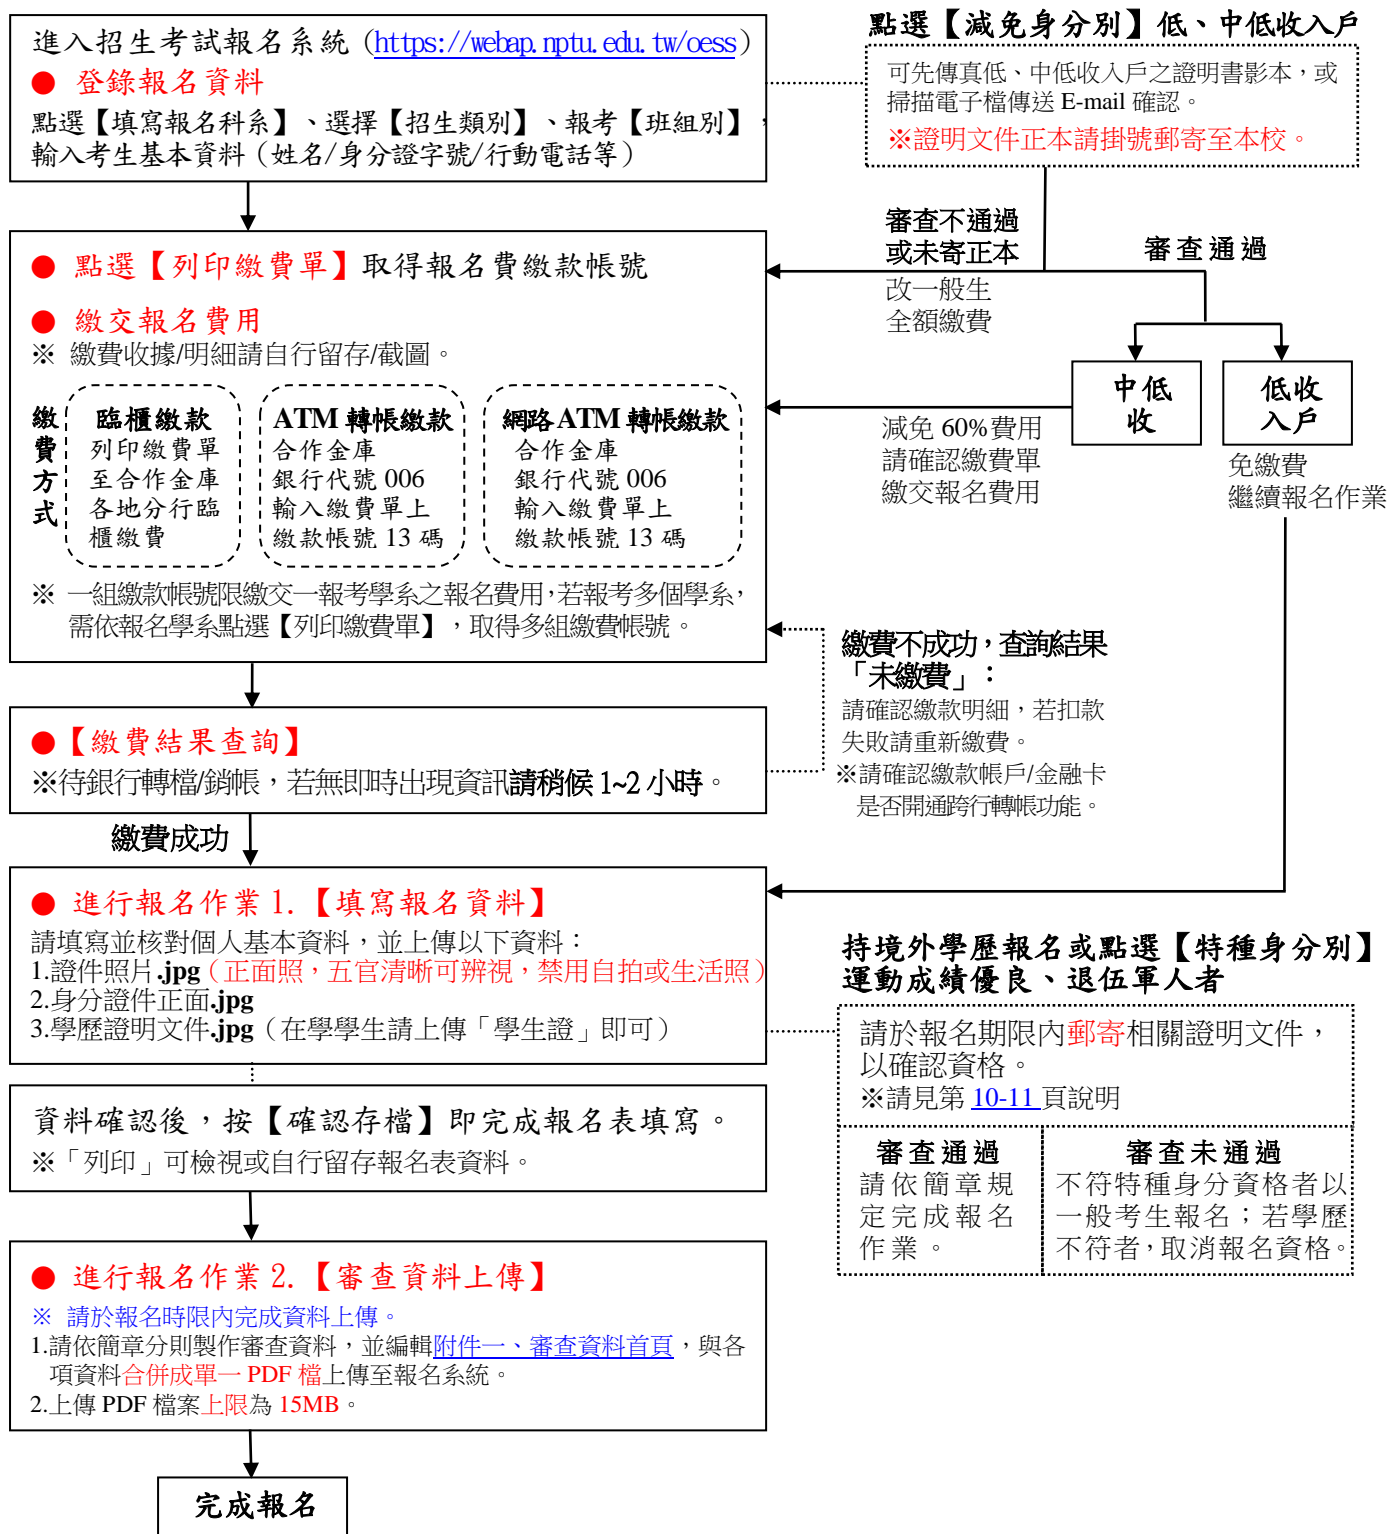 進入招生考試報名系統 (https://webap.nptu.edu.tw/oess)
● 登錄報名資料
點選【填寫報名科系】、選擇【招生類別】、報考【班組別】，
輸入考生基本資料（姓名/身分證字號/行動電話等）
點選【減免身分別】低、中低收入戶
可先傳真低、中低收入戶之證明書影本，或
掃描電子檔傳送 E-mail 確認。
※證明文件正本請掛號郵寄至本校。
審查不通過
或未寄正本
改一般生
全額繳費
審查通過
中低
收
低收
入戶
減免 60%費用
請確認繳費單
繳交報名費用
免繳費
繼續報名作業
● 點選【列印繳費單】取得報名費繳款帳號
● 繳交報名費用
※ 繳費收據/明細請自行留存/截圖。
繳費方式
臨櫃繳款
列印繳費單
至合作金庫
各地分行臨
櫃繳費
ATM 轉帳繳款
合作金庫
銀行代號 006
輸入繳費單上
繳款帳號 13 碼
網路 ATM 轉帳繳款
合作金庫
銀行代號 006
輸入繳費單上
繳款帳號 13 碼
※ 一組繳款帳號限繳交一報考學系之報名費用，若報考多個學系，
需依報名學系點選【列印繳費單】，取得多組繳費帳號。
繳費不成功，查詢結果
「未繳費」：
請確認繳款明細，若扣款
失敗請重新繳費。
※請確認繳款帳戶/金融卡
是否開通跨行轉帳功能。
●【繳費結果查詢】
※待銀行轉檔/銷帳，若無即時出現資訊請稍候 1~2 小時。
繳費成功
● 進行報名作業 1.【填寫報名資料】
請填寫並核對個人基本資料，並上傳以下資料：
1.證件照片.jpg（正面照，五官清晰可辨視，禁用自拍或生活照）
2.身分證件正面.jpg
3.學歷證明文件.jpg（在學學生請上傳「學生證」即可）
持境外學歷報名或點選【特種身分別】
運動成績優良、退伍軍人者
請於報名期限內郵寄相關證明文件，
以確認資格。
※請見第 10-11 頁說明
審查通過
請依簡章規
定完成報名
作業。
審查未通過
不符特種身分資格者以
一般考生報名；若學歷
不符者，取消報名資格。
資料確認後，按【確認存檔】即完成報名表填寫。
※「列印」可檢視或自行留存報名表資料。
● 進行報名作業 2.【審查資料上傳】
※ 請於報名時限內完成資料上傳。
1.請依簡章分則製作審查資料，並編輯附件一、審查資料首頁，與各
項資料合併成單一 PDF 檔上傳至報名系統。
2.上傳 PDF 檔案上限為 15MB。
完成報名